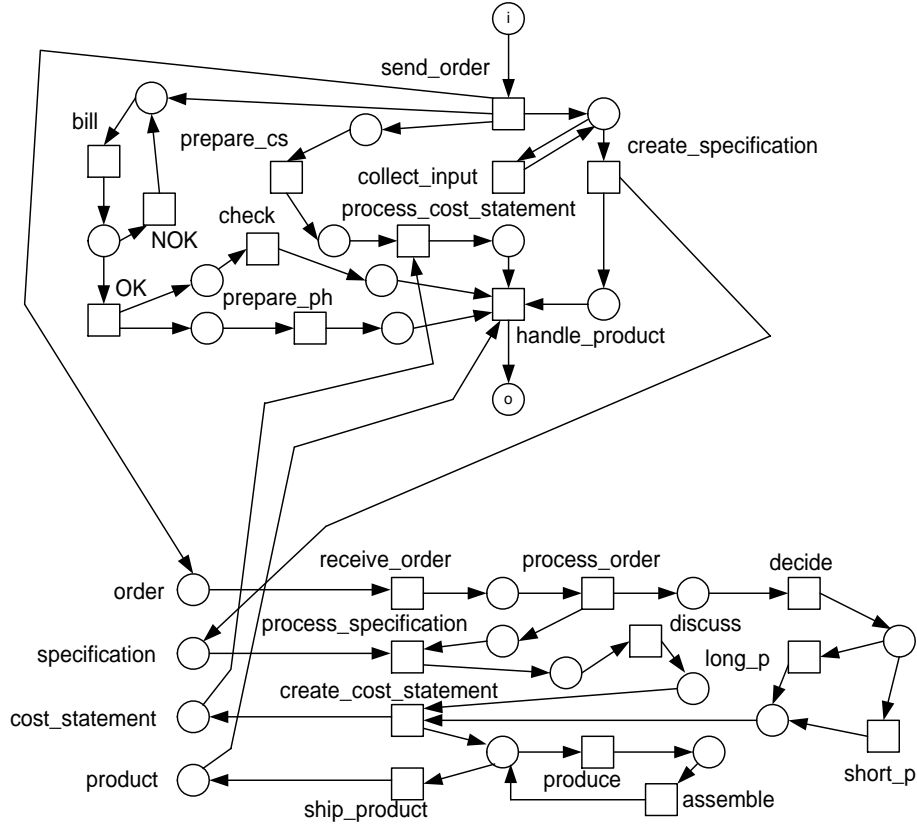 i
send_order
bill
prepare_cs
create_specification
collect_input
process_cost_statement
check
NOK
OK
prepare_ph
handle_product
o
receive_order
process_order
decide
order
process_specification
discuss
specification
long_p
create_cost_statement
cost_statement
product
produce
short_p
ship_product
assemble